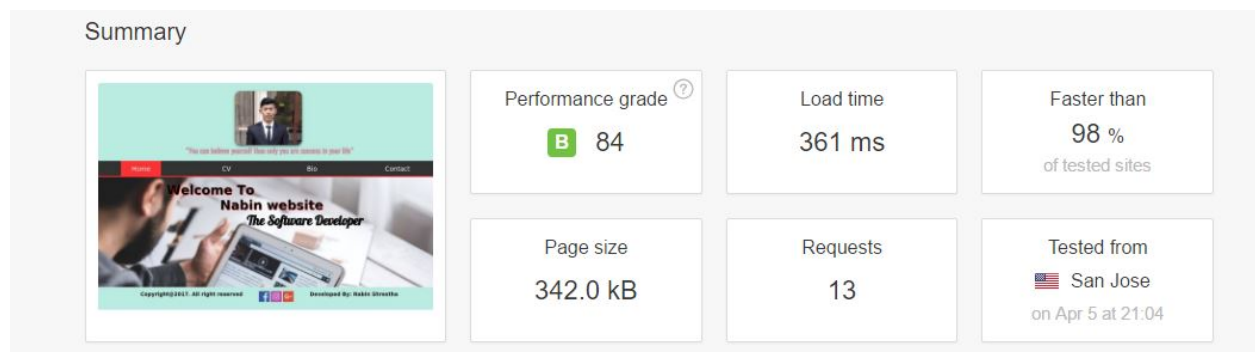 Summary
"You can believe yourself then only you are success in your life"
Home CV Bio Contact
Welcome To
Nabin website
The Software Developer
Copyright@2017. All right reserved
Developed By: Nabin Shrestha
Performance grade ?
B 84
Load time
361 ms
Faster than
98 %
of tested sites
Page size
342.0 kB
Requests
13
Tested from
San Jose
on Apr 5 at 21:04